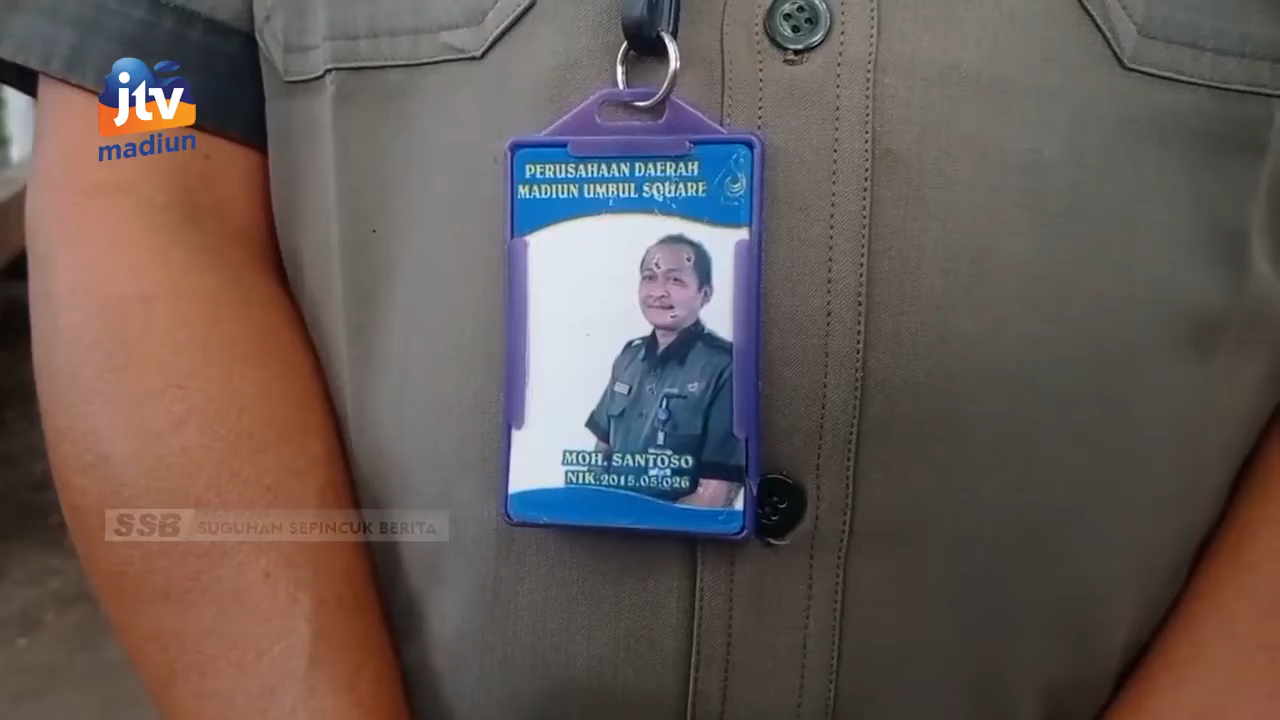 jtv
madiun
PERUSAHAAN DAERAH
MADIUN UMBUL SQUARE
MOH. SANTOSO
NIK.2015.05.026
SSB SUGUHAN SEPINCUK BERITA